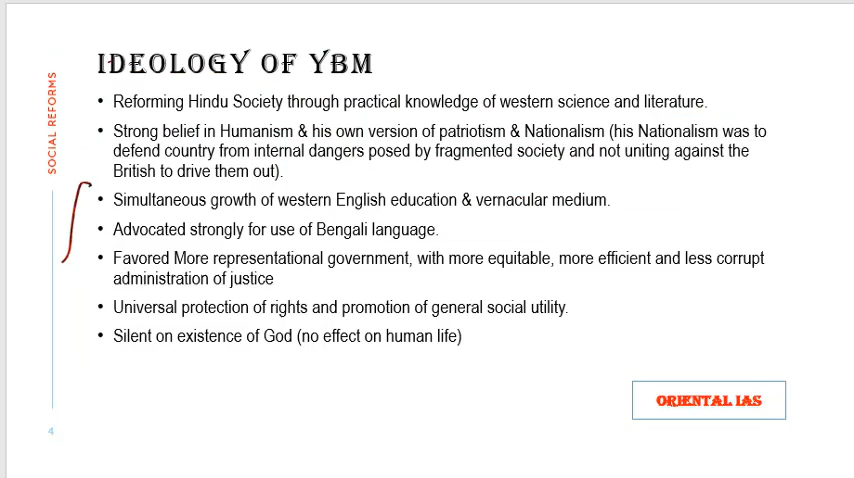 IDEOLOGY OF YBM
SOCIAL REFORMS
• Reforming Hindu Society through practical knowledge of western science and literature.
• Strong belief in Humanism & his own version of patriotism & Nationalism (his Nationalism was to
defend country from internal dangers posed by fragmented society and not uniting against the
British to drive them out).
• Simultaneous growth of western English education & vernacular medium.
• Advocated strongly for use of Bengali language.
• Favored More representational government, with more equitable, more efficient and less corrupt
administration of justice
• Universal protection of rights and promotion of general social utility.
• Silent on existence of God (no effect on human life)
ORIENTAL IAS
4